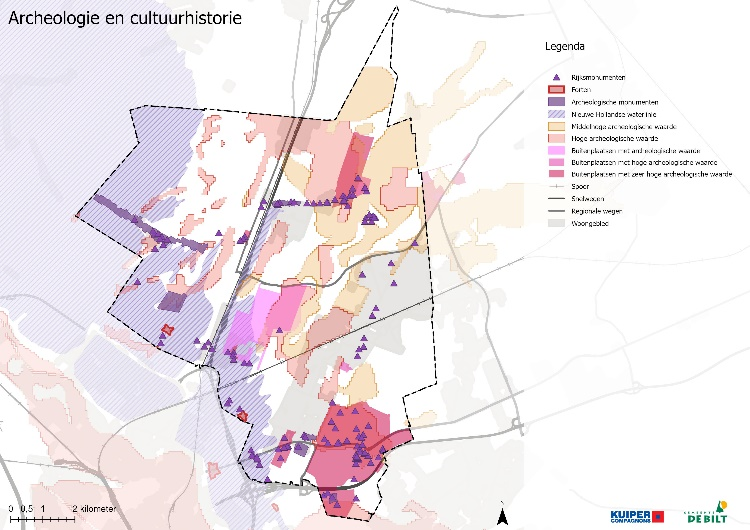 Archeologie en cultuurhistorie
Legenda
Rijksmonumenten
Forten
Archeologische monumenten
Nieuwe Hollandse waterlinie
Middelhoge archeologische waarde
Hoge archeologische waarde
Buitenplaatsen met archeologische waarde
Buitenplaatsen met hoge archeologische waarde
Buitenplaatsen met zeer hoge archeologische waarde
Spoor
Snelwegen
Regionale wegen
Woongebied
0 0,5 1 2 kilometer
KUIPER
COMPAGNONS
GEMEENTE
DE BILT